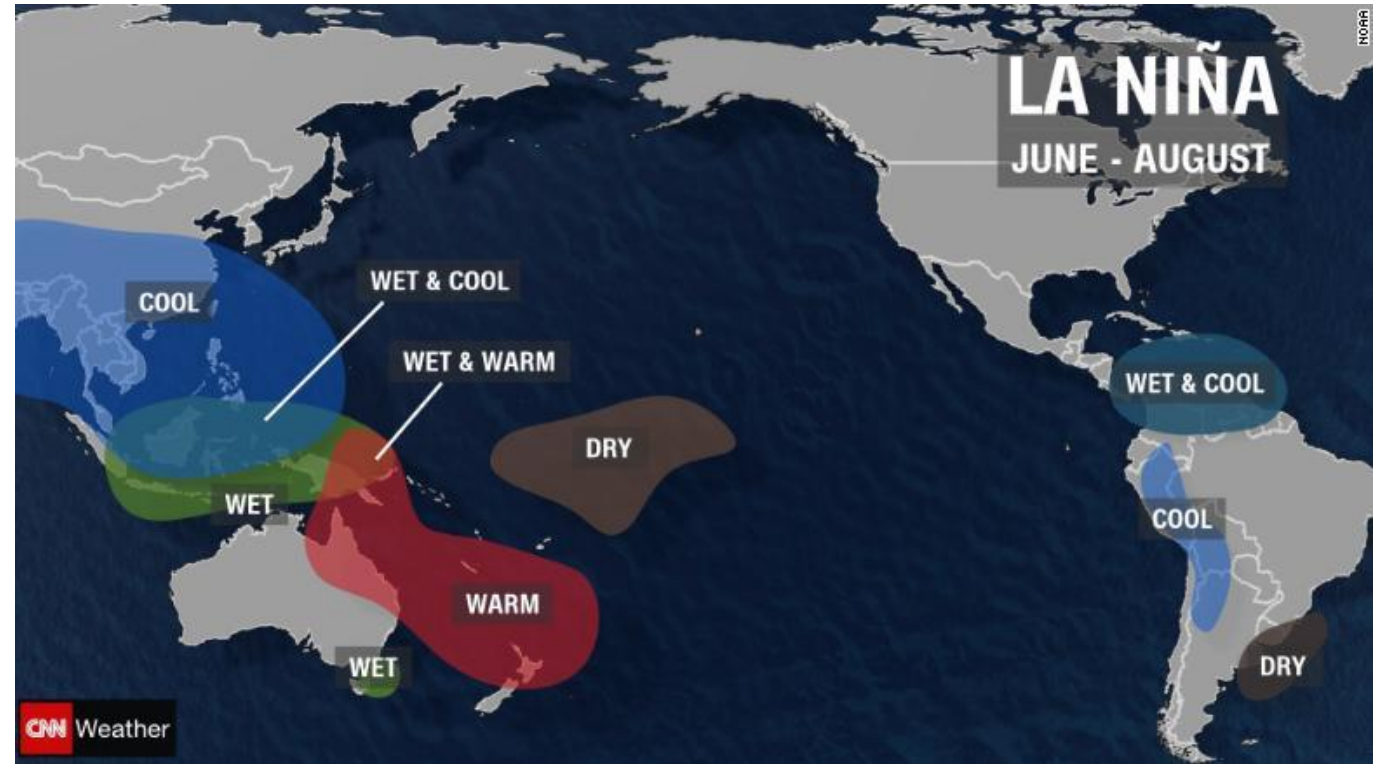 NOAA
LA NIÑA
JUNE - AUGUST
WET & COOL
COOL
WET & WARM
WET & COOL
DRY
WET
COOL
WARM
WET
DRY
CNN Weather